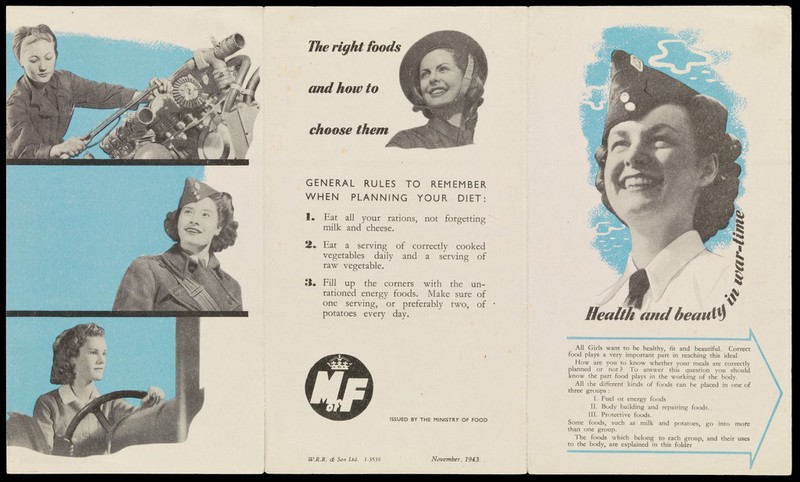 The right foods
and how to
choose them
GENERAL RULES TO REMEMBER
WHEN PLANNING YOUR DIET:
1. Eat all your rations, not forgetting
milk and cheese.
2. Eat a serving of correctly cooked
vegetables daily and a serving of
raw vegetable.
3. Fill up the corners with the un-
rationed energy foods. Make sure of
one serving, or preferably two, of
potatoes every day.
M of F
ISSUED BY THE MINISTRY OF FOOD
W.R.R. & Son Ltd.
November, 1943
Health and beauty in war-time
All Girls want to be healthy, fit and beautiful. Correct
food plays a very important part in reaching this ideal
How are you to know whether your meals are correctly
planned or not? To answer this question you should
know the part food plays in the working of the body.
All the different kinds of foods can be placed in one of
three groups:
I. Fuel or energy foods
II. Body building and repairing foods.
III. Protective foods.
Some foods, such as milk and potatoes, go into more
than one group.
The foods which belong to each group, and their uses
to the body, are explained in this folder